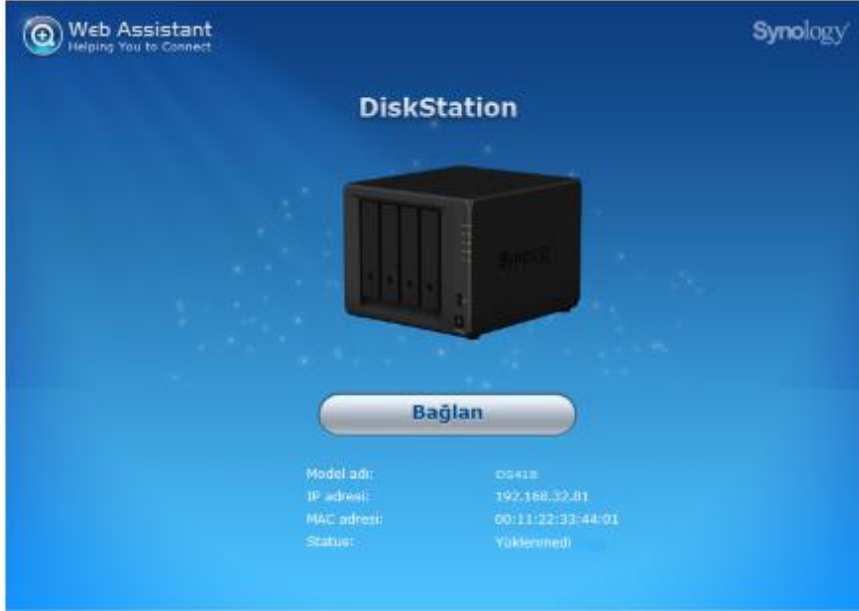 Web Assistant
Helping You to Connect
Synology
DiskStation
Bağlan
Model adı: DS418
IP adresi: 192.168.32.81
MAC adresi: 00:11:22:33:44:01
Status: Yüklenmedi